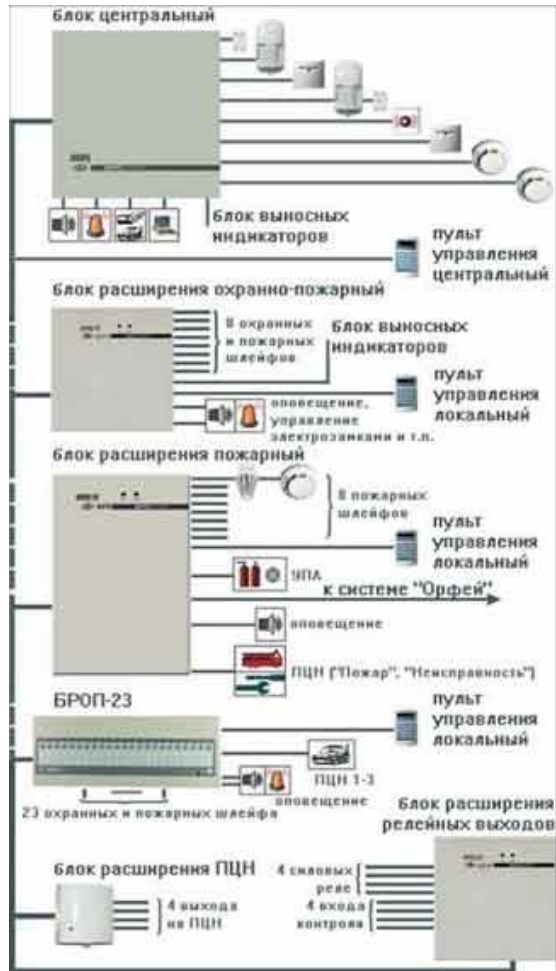 блок центральный
блок выносных
индикаторов
пульт
управления
центральный
блок расширения охранно-пожарный
8 охранных
и пожарных
шлейфов
блок выносных
индикаторов
пульт
управления
локальный
оповещение,
управление
электрозамками и т.п.
блок расширения пожарный
8 пожарных
шлейфов
пульт
управления
локальный
УПА
к системе "Орфей"
оповещение
ПЦН ("Пожар", "Неисправность")
БРОП-23
пульт
управления
локальный
ПЦН 1-3
оповещение
23 охранных и пожарных шлейфа
блок расширения
релейных выходов
блок расширения ПЦН
4 выхода
на ПЦН
4 силовых
реле
4 входа
контроля